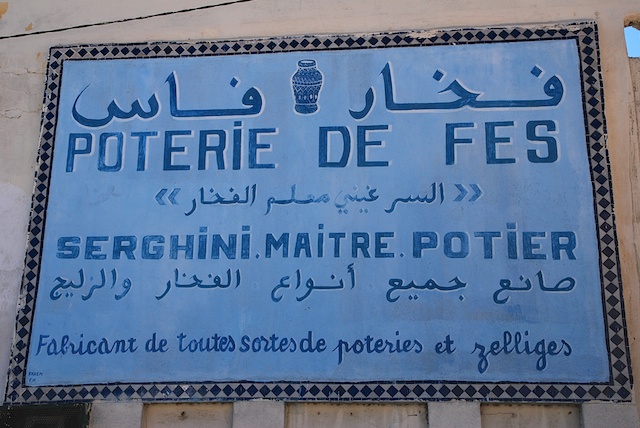 فخار فاس
POTERIE DE FES
« السرغيني معلم الفخار »
SERGHINI.MAITRE.POTIER
صانع جميع أنواع الفخار والزليج
Fabricant de toutes sortes de poteries et zelliges